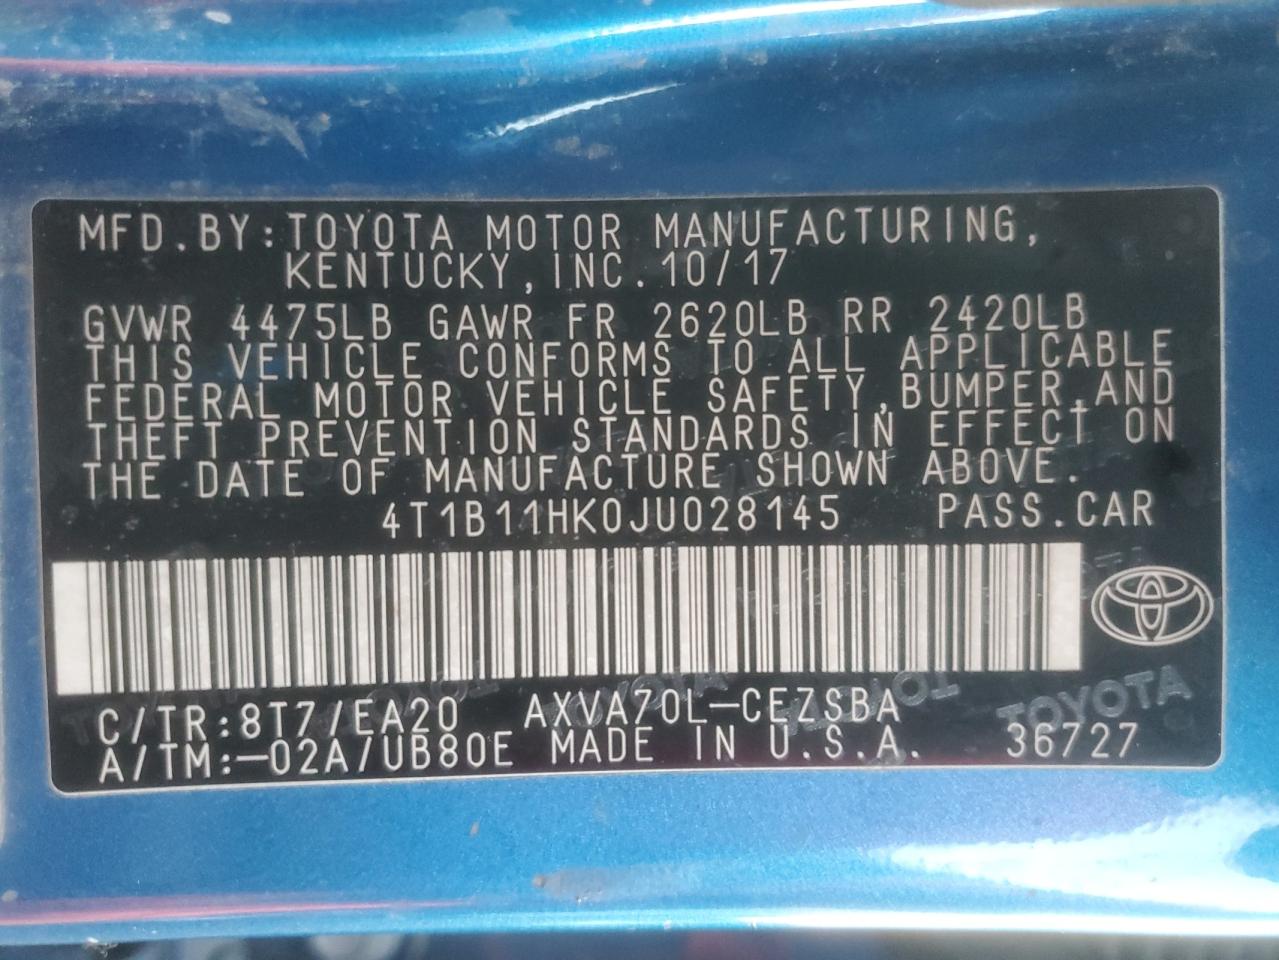 MFD.BY:TOYOTA MOTOR MANUFACTURING,
KENTUCKY,INC.10/17
GVWR 4475LB GAWR FR 2620LB RR 2420LB
THIS VEHICLE CONFORMS TO ALL APPLICABLE
FEDERAL MOTOR VEHICLE SAFETY,BUMPER,AND
THEFT PREVENTION STANDARDS IN EFFECT ON
THE DATE OF MANUFACTURE SHOWN ABOVE.
4T1B11HK0JU028145 PASS.CAR
C/TR:8T7/EA20 AXVA70L-CEZSBA
A/TM:-02A/UB80E MADE IN U.S.A. 36727
TOYOTA